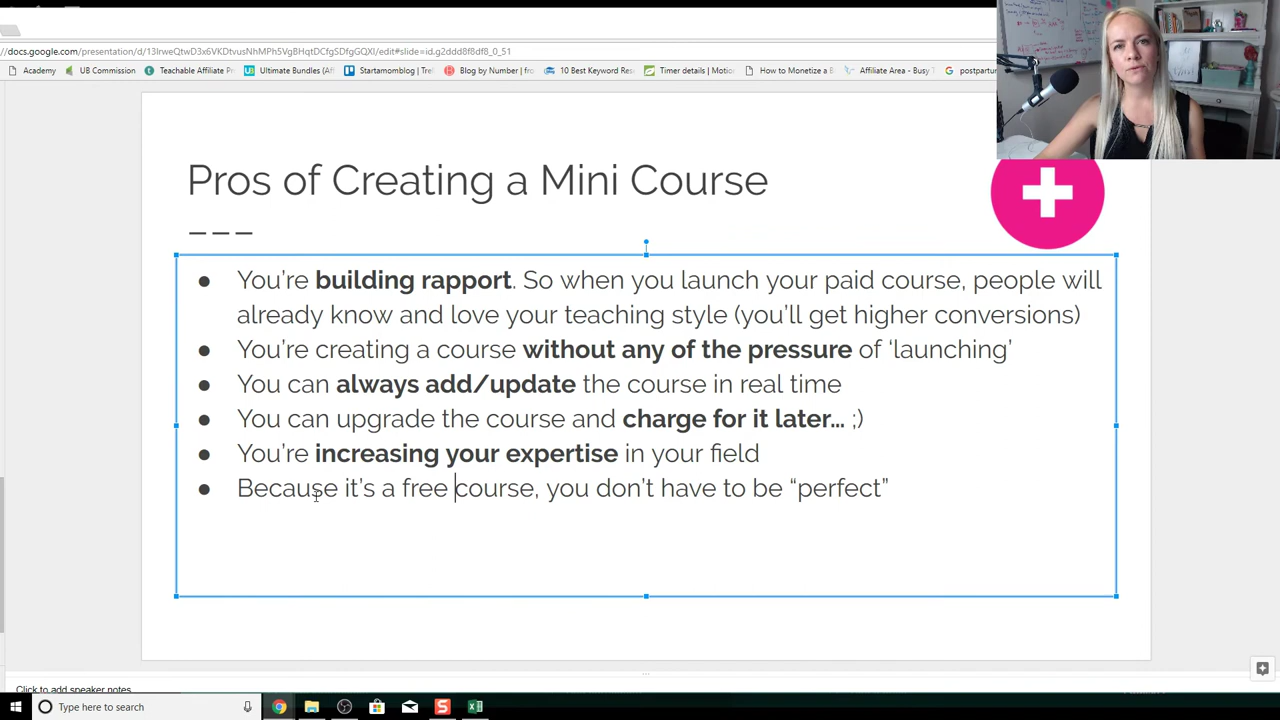 //docs.google.com/presentation/d/13IrweQtwD3x6VKDtvusNhMPh5VgBHqtDCfgSDfgGQXI/edit#slide=id.g2ddd8f8df8_0_51
Academy UB Commission Teachable Affiliate Pr Ultimate Bundles (Aff Startamomblog | Trel Blog by Number | fro 10 Best Keyword Res Timer details | Motio How to Monetize a B Affiliate Area - Busy T postpartun
Pros of Creating a Mini Course
___
● You're building rapport. So when you launch your paid course, people will
already know and love your teaching style (you'll get higher conversions)
● You're creating a course without any of the pressure of 'launching'
● You can always add/update the course in real time
● You can upgrade the course and charge for it later... ;)
● You're increasing your expertise in your field
● Because it's a free course, you don't have to be “perfect”
Click to add speaker notes
Type here to search